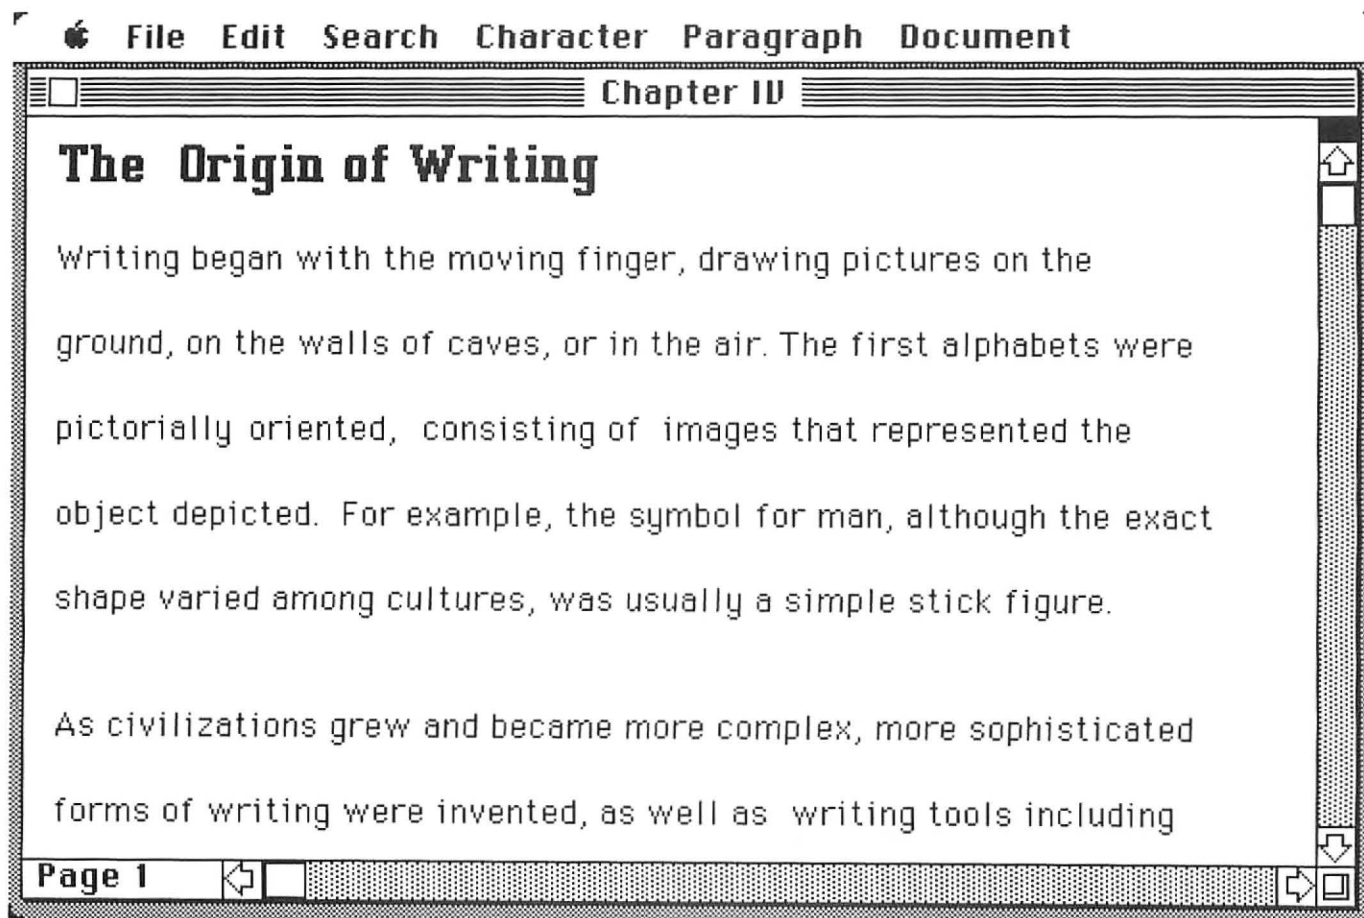 File Edit Search Character Paragraph Document
Chapter IV
The Origin of Writing
Writing began with the moving finger, drawing pictures on the
ground, on the walls of caves, or in the air. The first alphabets were
pictorially oriented, consisting of images that represented the
object depicted. For example, the symbol for man, although the exact
shape varied among cultures, was usually a simple stick figure.
As civilizations grew and became more complex, more sophisticated
forms of writing were invented, as well as writing tools including
Page 1